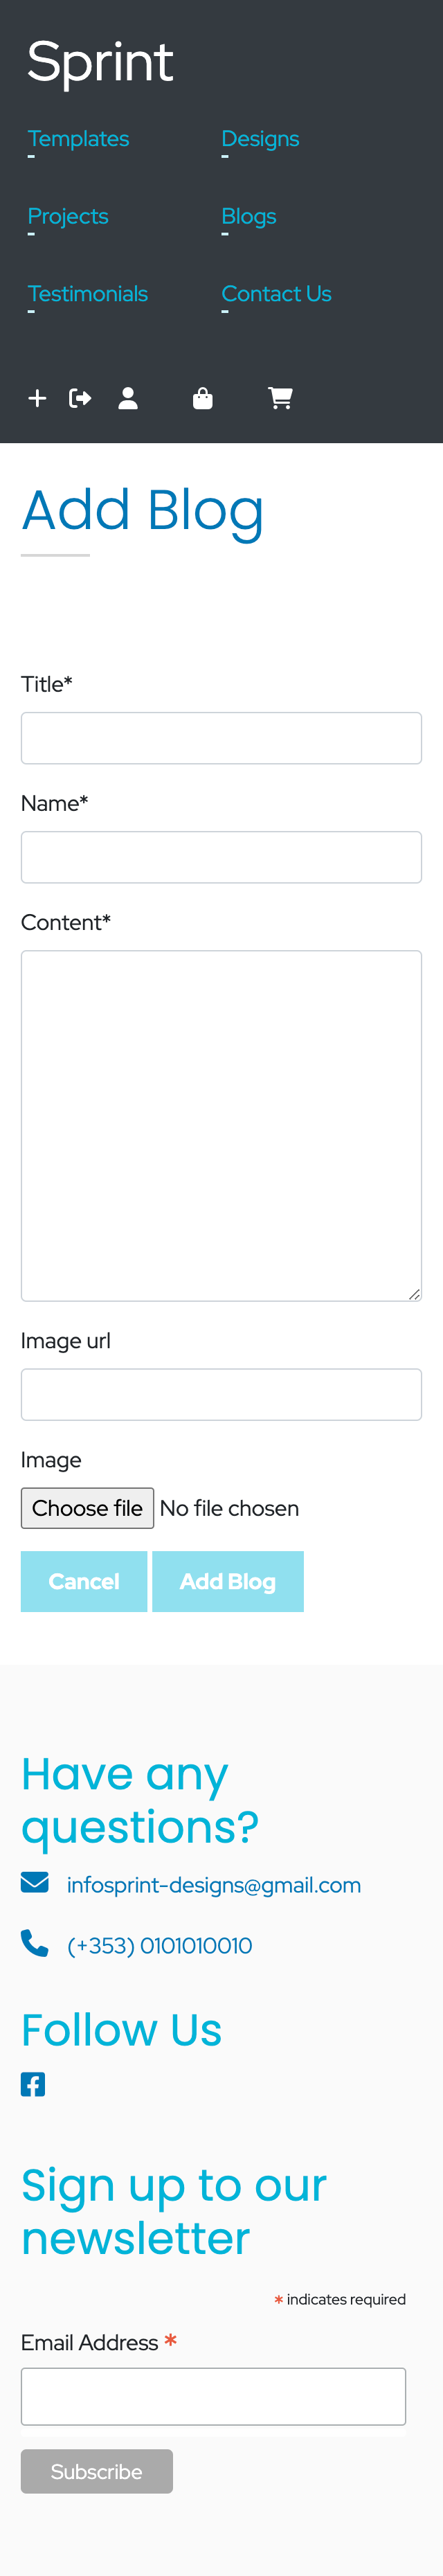 Sprint
Templates Designs
Projects Blogs
Testimonials Contact Us
Add Blog
Title*
Name*
Content*
Image url
Image
Choose file No file chosen
Cancel Add Blog
Have any
questions?
infosprint-designs@gmail.com
(+353) 0101010010
Follow Us
Sign up to our
newsletter
* indicates required
Email Address *
Subscribe